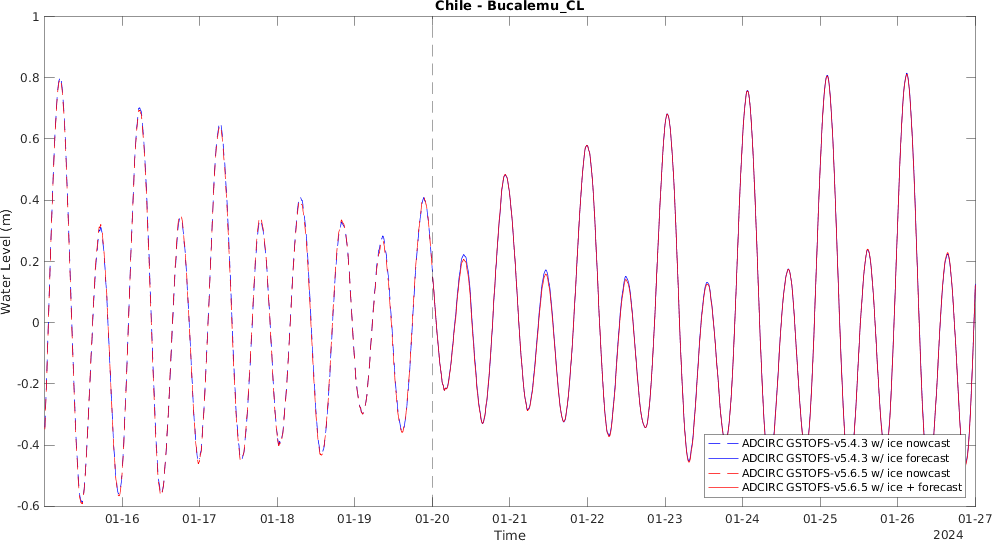 Chile - Bucalemu_CL
Water Level (m)
1
0.8
0.6
0.4
0.2
0
-0.2
-0.4
-0.6
ADCIRC GSTOFS-v5.4.3 w/ ice nowcast
ADCIRC GSTOFS-v5.4.3 w/ ice forecast
ADCIRC GSTOFS-v5.6.5 w/ ice nowcast
ADCIRC GSTOFS-v5.6.5 w/ ice + forecast
01-16 01-17 01-18 01-19 01-20 01-21 01-22 01-23 01-24 01-25 01-26 01-27
Time
2024